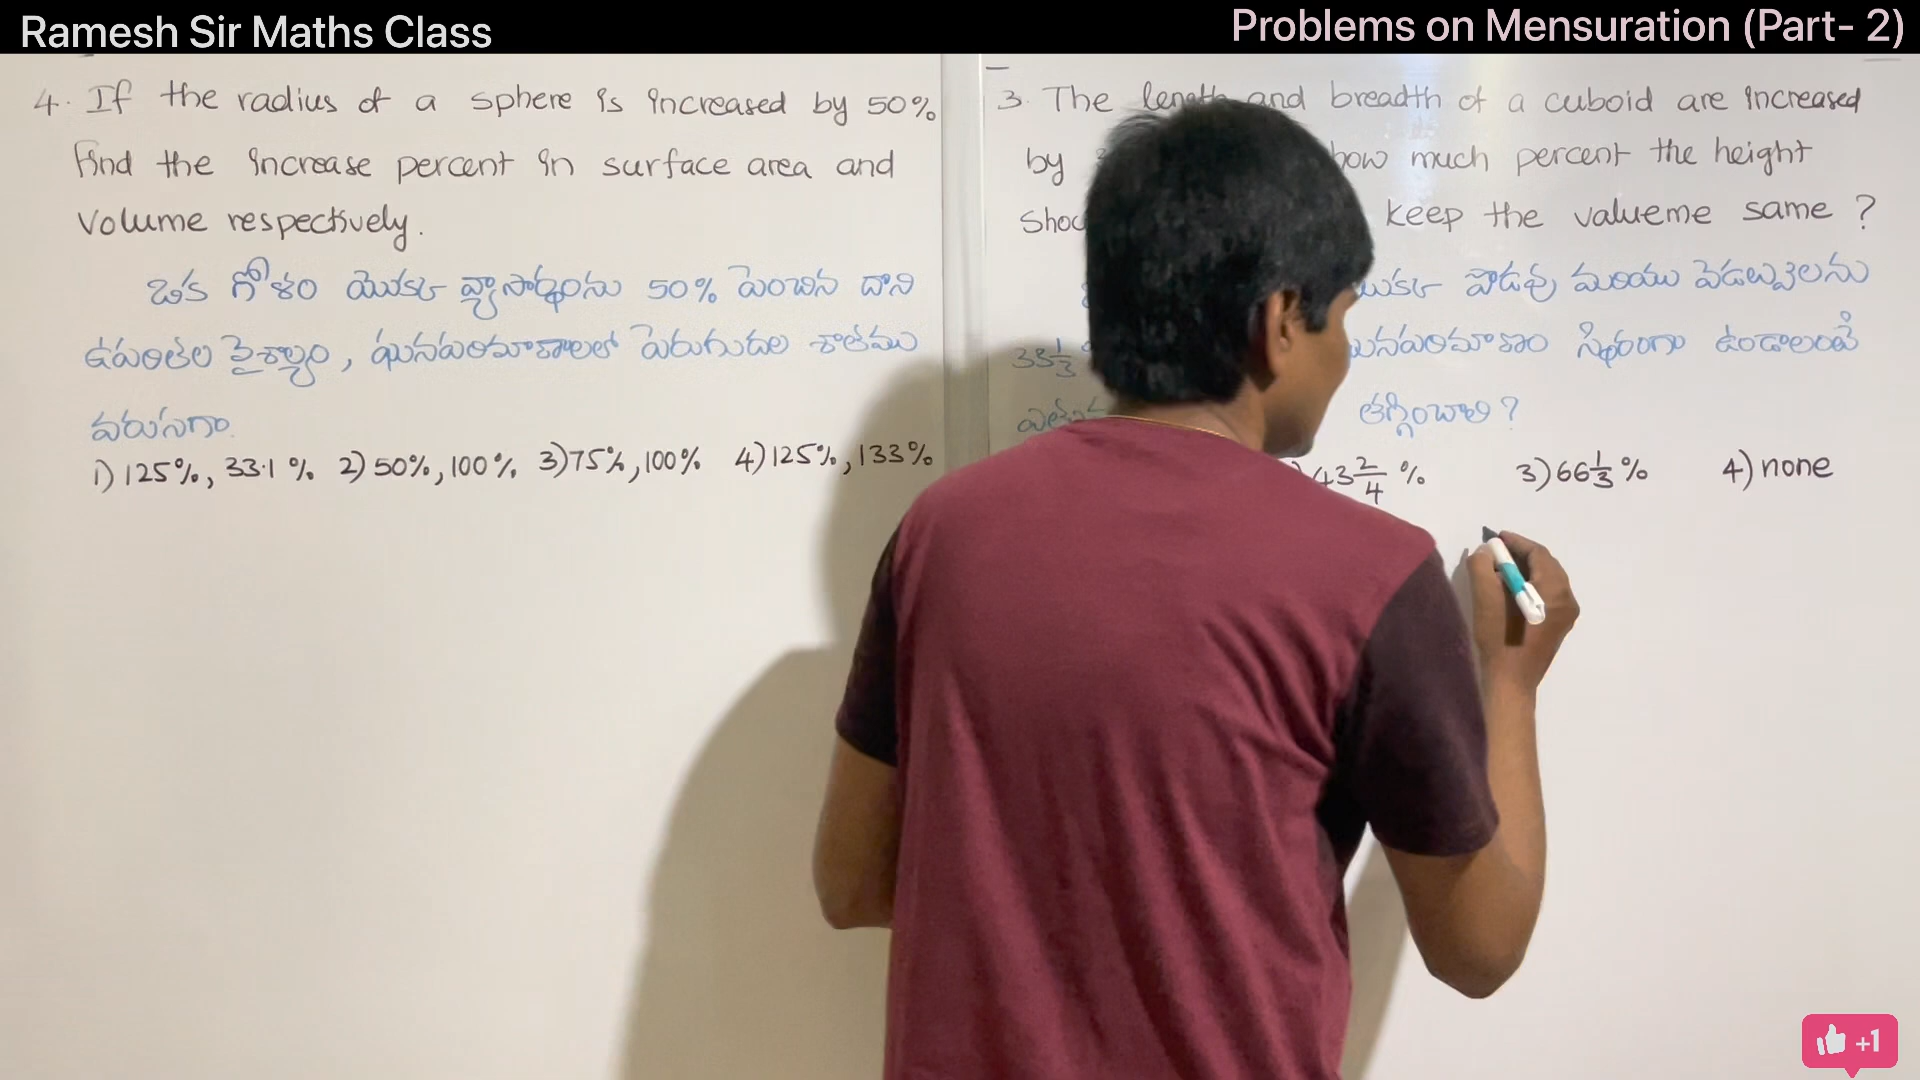 Ramesh Sir Maths Class
Problems on Mensuration (Part- 2)
4. If the radius of a sphere is increased by 50%
find the increase percent in surface area and
Volume respectively.
ఒక గోళం యొక్క వ్యాసార్థంను 50% పెంచిన దాని
ఉపరితల వైశాల్యం, ఘనపరిమాణాలలో పెరుగుదల శాతము
వరుసగా.
1) 125%, 33.1 % 2) 50%, 100% 3) 75%, 100% 4) 125%, 133%
3. The length and breadth of a cuboid are increased
by how much percent the height
keep the valueme same ?
పొడవు మరియు వెడల్పులను
33 1/3 ఘనపరిమాణం స్థిరంగా ఉండాలంటే
తగ్గించాలి?
43 2/4 % 3) 66 1/3 % 4) none
+1